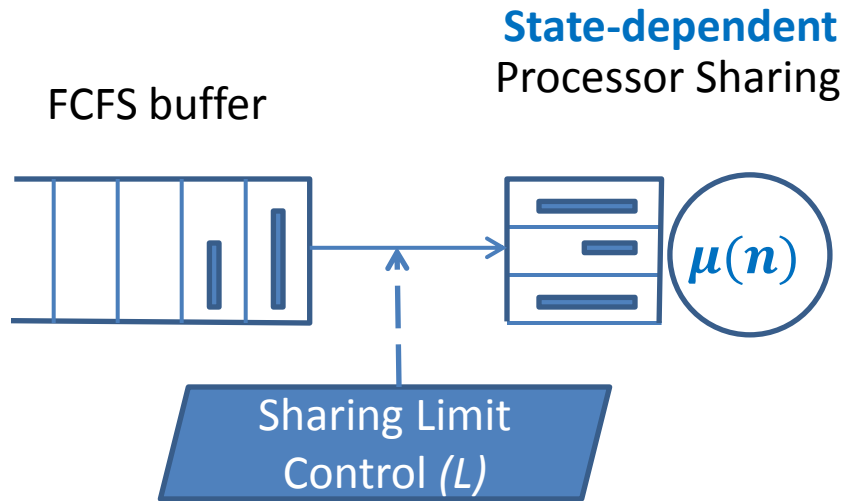 State-dependent
Processor Sharing
FCFS buffer
μ(n)
Sharing Limit
Control (L)